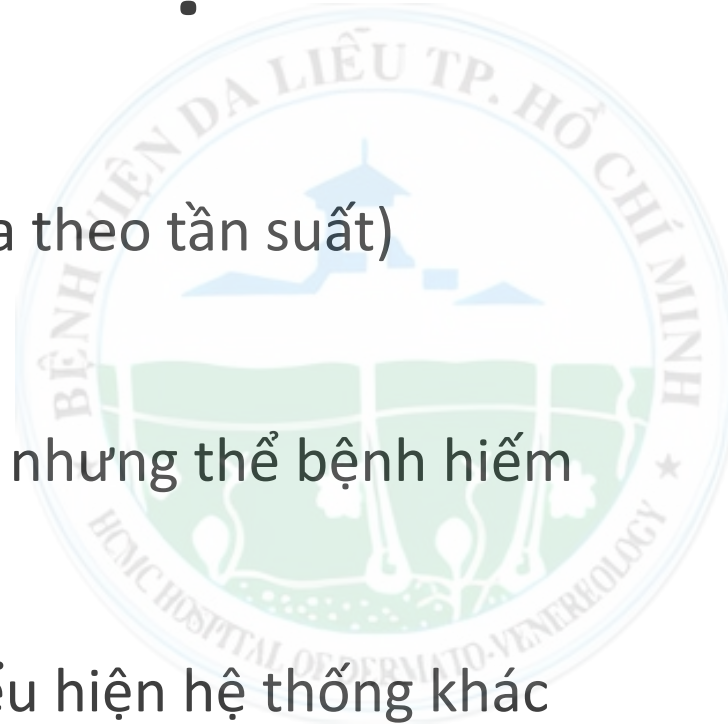 theo tần suất)
nhưng thể bệnh hiếm
hiện hệ thống khác
BỆNH VIỆN DA LIỄU TP. HỒ CHÍ MINH
HCMC HOSPITAL OF DERMATO-VENEREOLOGY